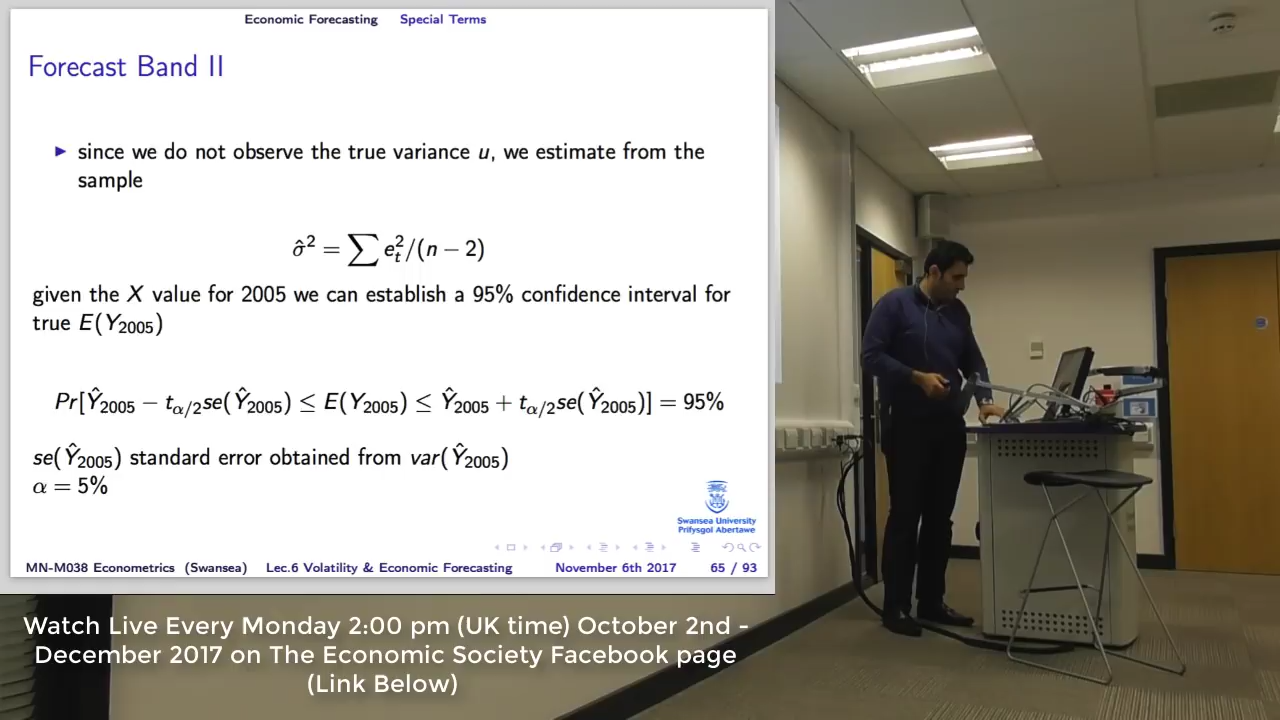 Economic Forecasting Special Terms
Forecast Band II
▶ since we do not observe the true variance u, we estimate from the
sample
σ̂² = ∑ e²ₜ/(n − 2)
given the X value for 2005 we can establish a 95% confidence interval for
true E(Y₂₀₀₅)
Pr[Ŷ₂₀₀₅ − t_α/2 se(Ŷ₂₀₀₅) ≤ E(Y₂₀₀₅) ≤ Ŷ₂₀₀₅ + t_α/2 se(Ŷ₂₀₀₅)] = 95%
se(Ŷ₂₀₀₅) standard error obtained from var(Ŷ₂₀₀₅)
α = 5%
Swansea University
Prifysgol Abertawe
MN-M038 Econometrics (Swansea) Lec.6 Volatility & Economic Forecasting November 6th 2017 65 / 93
Watch Live Every Monday 2:00 pm (UK time) October 2nd -
December 2017 on The Economic Society Facebook page
(Link Below)